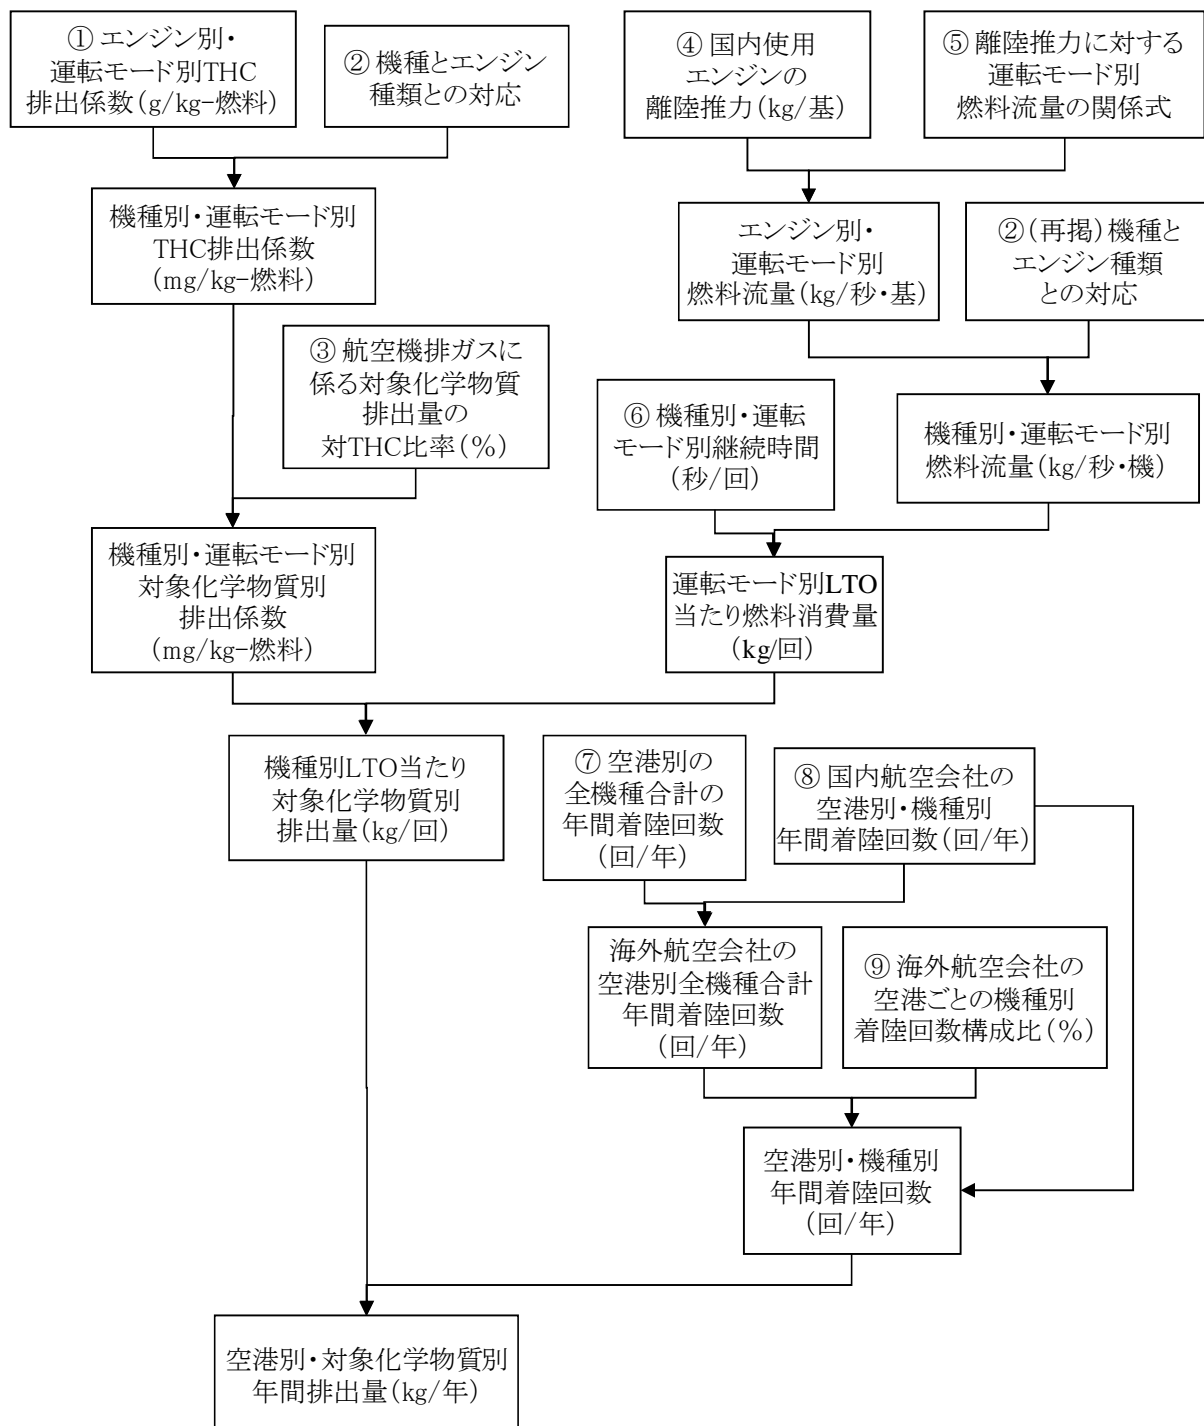 ① エンジン別・
運転モード別THC
排出係数(g/kg-燃料)
② 機種とエンジン
種類との対応
④ 国内使用
エンジンの
離陸推力(kg/基)
⑤ 離陸推力に対する
運転モード別
燃料流量の関係式
機種別・運転モード別
THC排出係数
(mg/kg-燃料)
エンジン別・
運転モード別
燃料流量(kg/秒・基)
②(再掲)機種と
エンジン種類
との対応
③ 航空機排ガスに
係る対象化学物質
排出量の
対THC比率(%)
⑥ 機種別・運転
モード別継続時間
(秒/回)
機種別・運転モード別
燃料流量(kg/秒・機)
機種別・運転モード別
対象化学物質別
排出係数
(mg/kg-燃料)
運転モード別LTO
当たり燃料消費量
(kg/回)
機種別LTO当たり
対象化学物質別
排出量(kg/回)
⑦ 空港別の
全機種合計の
年間着陸回数
(回/年)
⑧ 国内航空会社の
空港別・機種別
年間着陸回数(回/年)
海外航空会社の
空港別全機種合計
年間着陸回数
(回/年)
⑨ 海外航空会社の
空港ごとの機種別
着陸回数構成比(%)
空港別・機種別
年間着陸回数
(回/年)
空港別・対象化学物質別
年間排出量(kg/年)